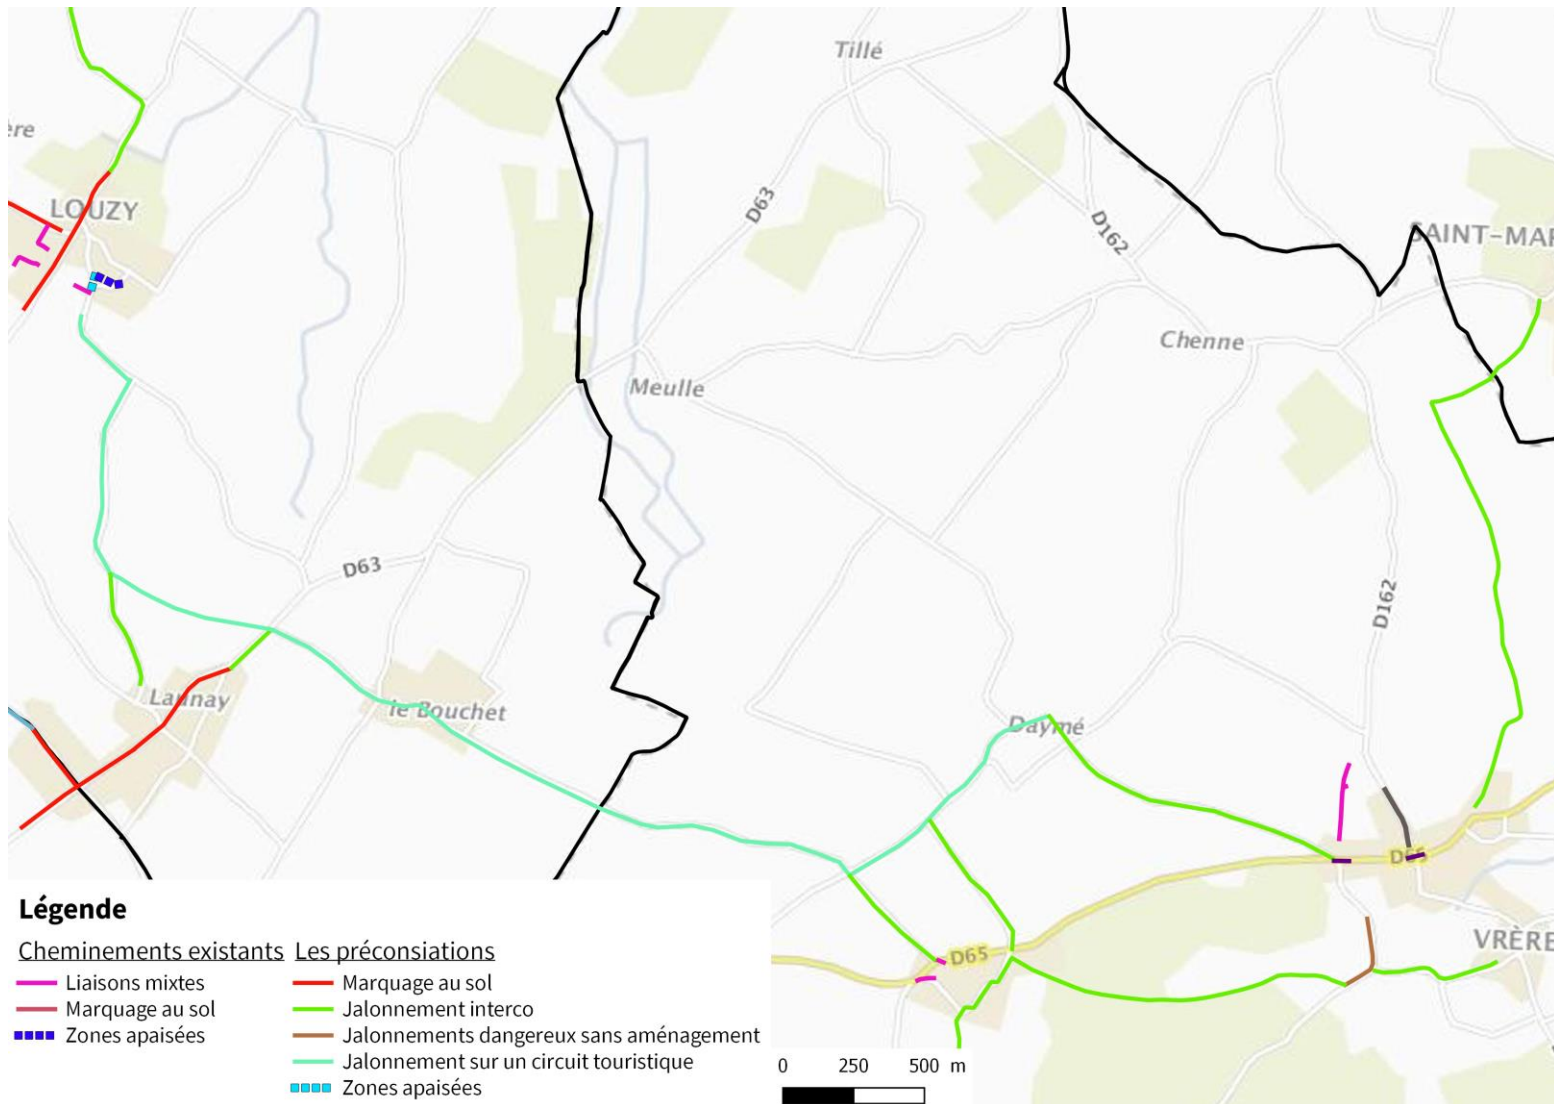 Tillé
ère
D63
LOUZY
D162
SAINT-MAR
Chenne
Meulle
D63
D162
Launay
le Bouchet
Daymé
D65
VRÈRE
D65
Légende
Cheminements existants
Liaisons mixtes
Marquage au sol
Zones apaisées
Les préconsiations
Marquage au sol
Jalonnement interco
Jalonnements dangereux sans aménagement
Jalonnement sur un circuit touristique
Zones apaisées
0 250 500 m